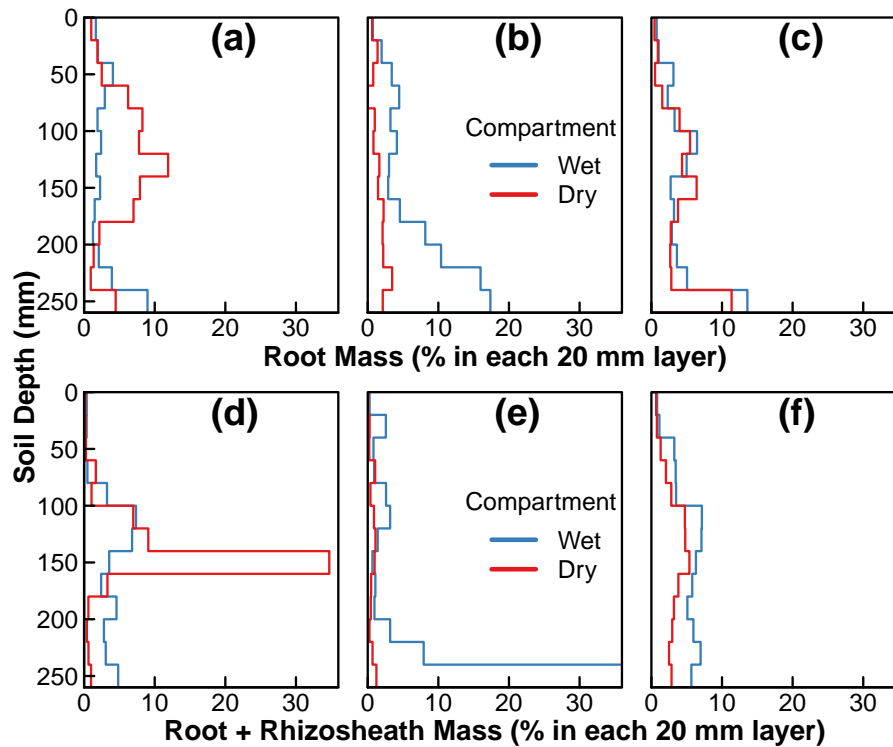 (a)
(b)
(c)
0
50
100
150
200
250
Compartment
Wet
Dry
0
10
20
30
0
10
20
30
0
10
20
30
Root Mass (% in each 20 mm layer)
Soil Depth (mm)
(d)
(e)
(f)
0
50
100
150
200
250
Compartment
Wet
Dry
0
10
20
30
0
10
20
30
0
10
20
30
Root + Rhizosheath Mass (% in each 20 mm layer)